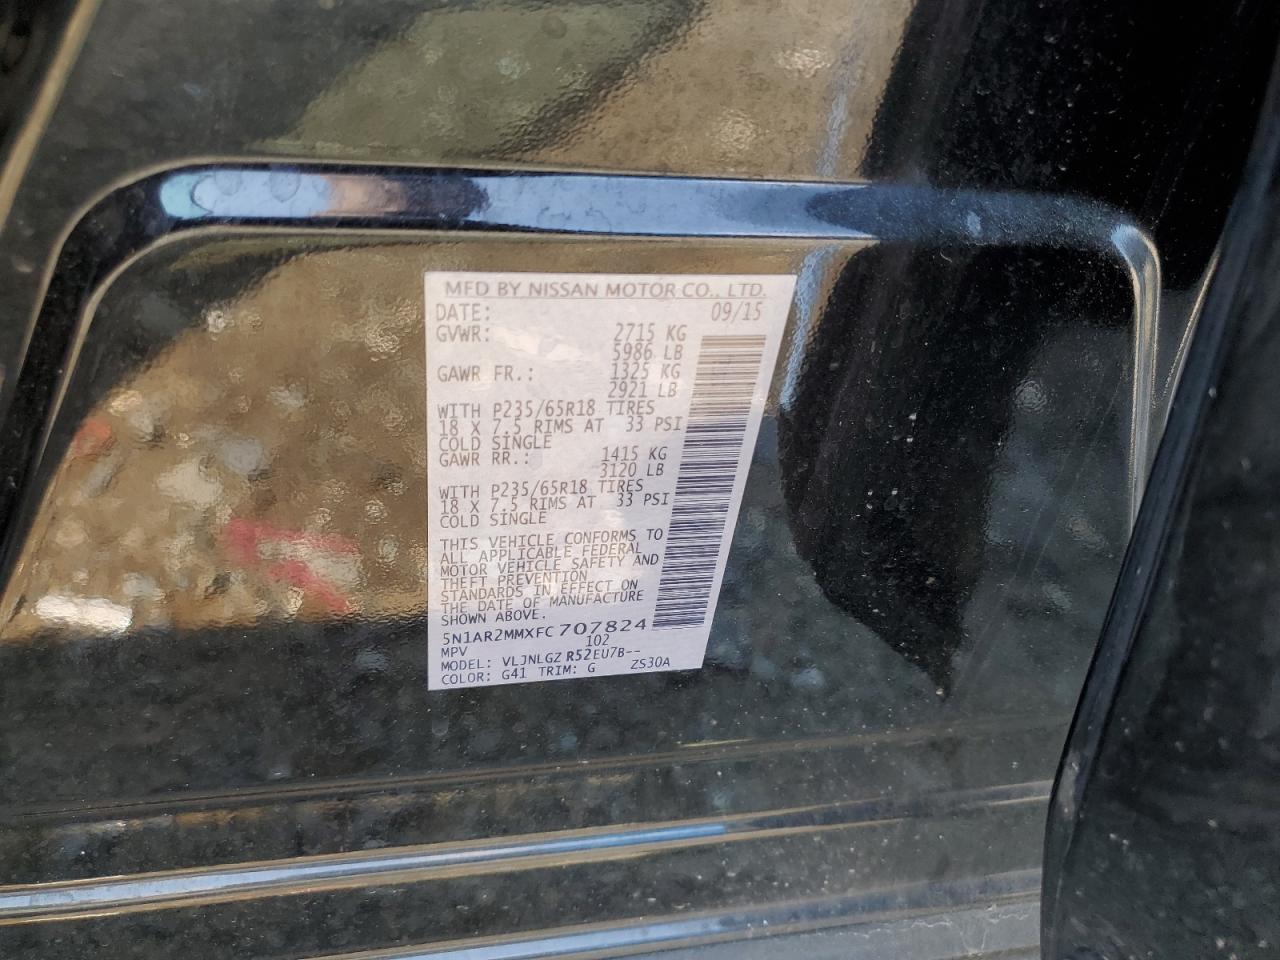 MFD BY NISSAN MOTOR CO., LTD.
DATE: 09/15
GVWR: 2715 KG
5986 LB
GAWR FR.: 1325 KG
2921 LB
WITH P235/65R18 TIRES
18 X 7.5 RIMS AT 33 PSI
COLD SINGLE
GAWR RR.: 1415 KG
3120 LB
WITH P235/65R18 TIRES
18 X 7.5 RIMS AT 33 PSI
COLD SINGLE
THIS VEHICLE CONFORMS TO
ALL APPLICABLE FEDERAL
MOTOR VEHICLE SAFETY AND
THEFT PREVENTION
STANDARDS IN EFFECT ON
THE DATE OF MANUFACTURE
SHOWN ABOVE.
5N1AR2MMXFC707824
MPV 102
MODEL: VLJNLGZ R52EU7B--
COLOR: G41 TRIM: G ZS30A